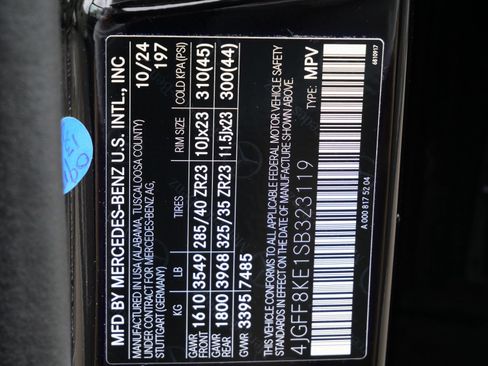 MFD BY MERCEDES-BENZ U.S. INTL., INC
MANUFACTURED IN USA (ALABAMA, TUSCALOOSA COUNTY)
UNDER CONTRACT FOR MERCEDES-BENZ AG,
STUTTGART (GERMANY)
10/24
197
KG LB TIRES RIM SIZE COLD KPA(PSI)
GAWR FRONT 1610 3549 285/40 ZR23 10Jx23 310(45)
GAWR REAR 1800 3968 325/35 ZR23 11.5Jx23 300(44)
GVWR 3395 7485
THIS VEHICLE CONFORMS TO ALL APPLICABLE FEDERAL MOTOR VEHICLE SAFETY
STANDARDS IN EFFECT ON THE DATE OF MANUFACTURE SHOWN ABOVE.
4JGFF8KE1SB323119
TYPE: MPV
A 000 817 52 04
6810917